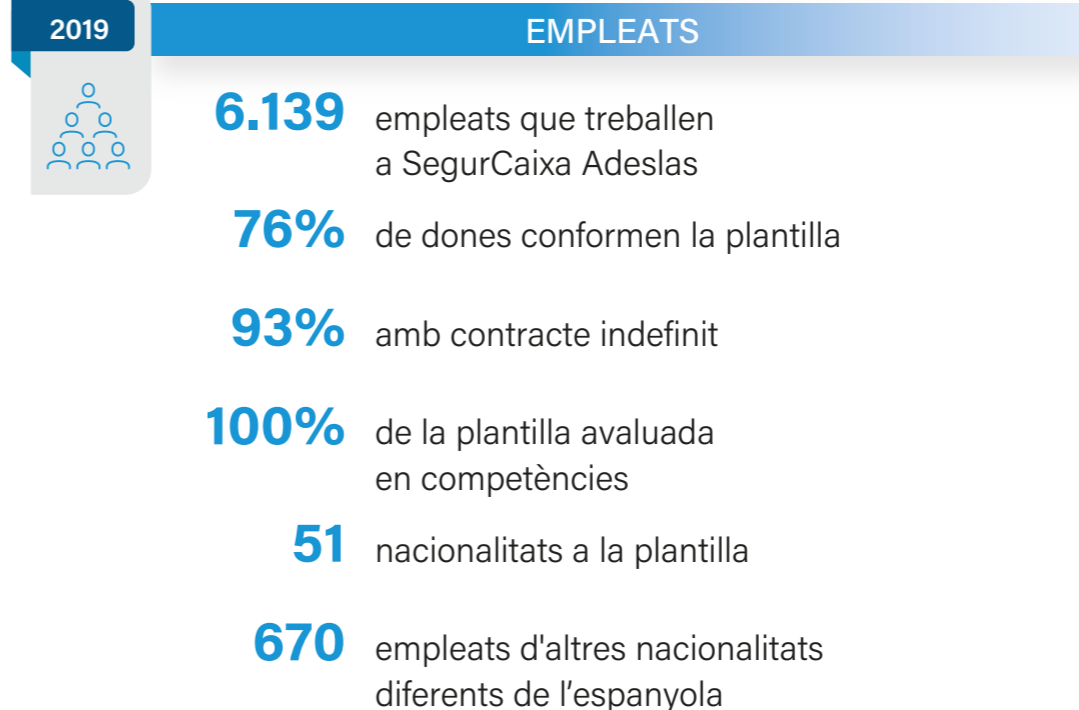 2019
EMPLEATS
6.139 empleats que treballen
a SegurCaixa Adeslas
76% de dones conformen la plantilla
93% amb contracte indefinit
100% de la plantilla avaluada
en competències
51 nacionalitats a la plantilla
670 empleats d'altres nacionalitats
diferents de l’espanyola